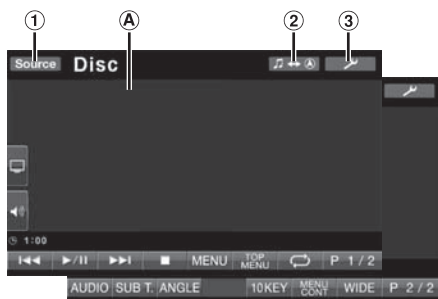 1 A 2 3
Source Disc
1:00
MENU TOP MENU P 1/2
AUDIO SUB T. ANGLE 10KEY MENU CONT WIDE P 2/2